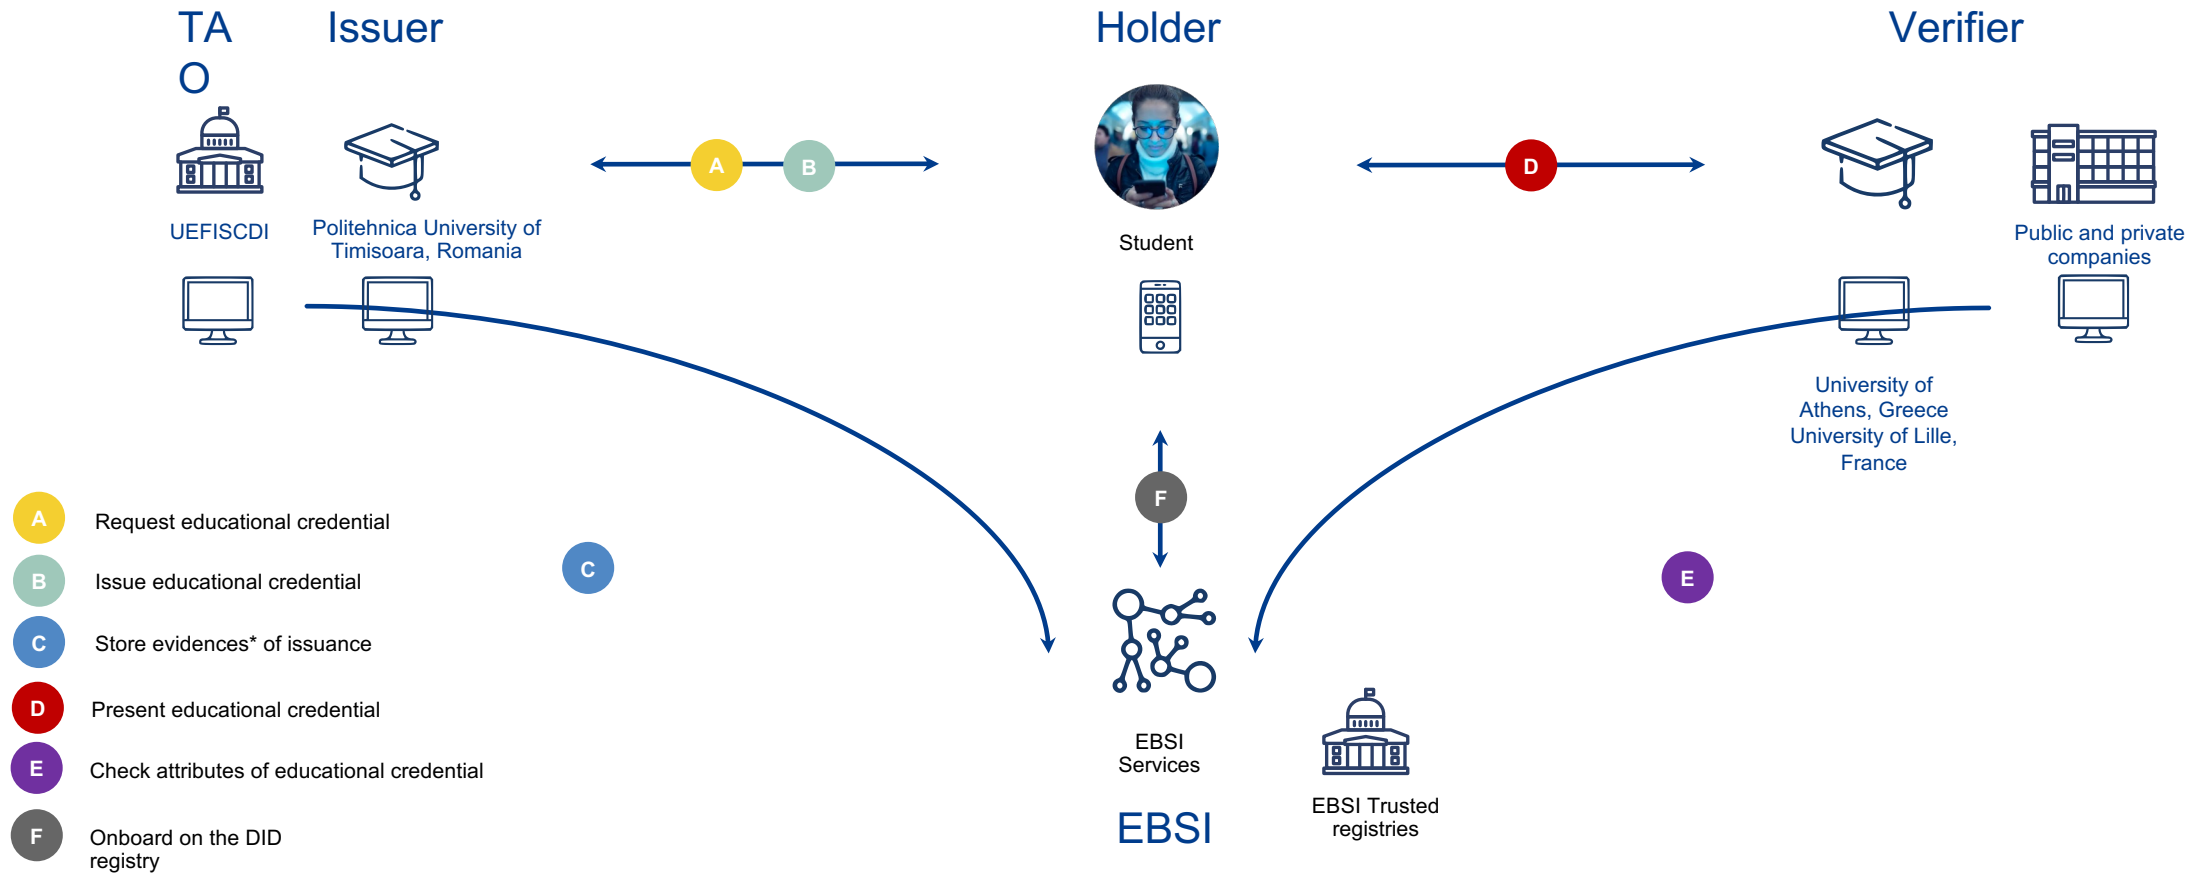 TA
O
Issuer
Holder
Verifier
A
B
D
UEFISCDI
Politehnica University of
Timisoara, Romania
Student
Public and private
companies
University of
Athens, Greece
University of Lille,
France
F
C
E
A
Request educational credential
B
Issue educational credential
C
Store evidences* of issuance
D
Present educational credential
E
Check attributes of educational credential
F
Onboard on the DID
registry
EBSI
Services
EBSI
EBSI Trusted
registries